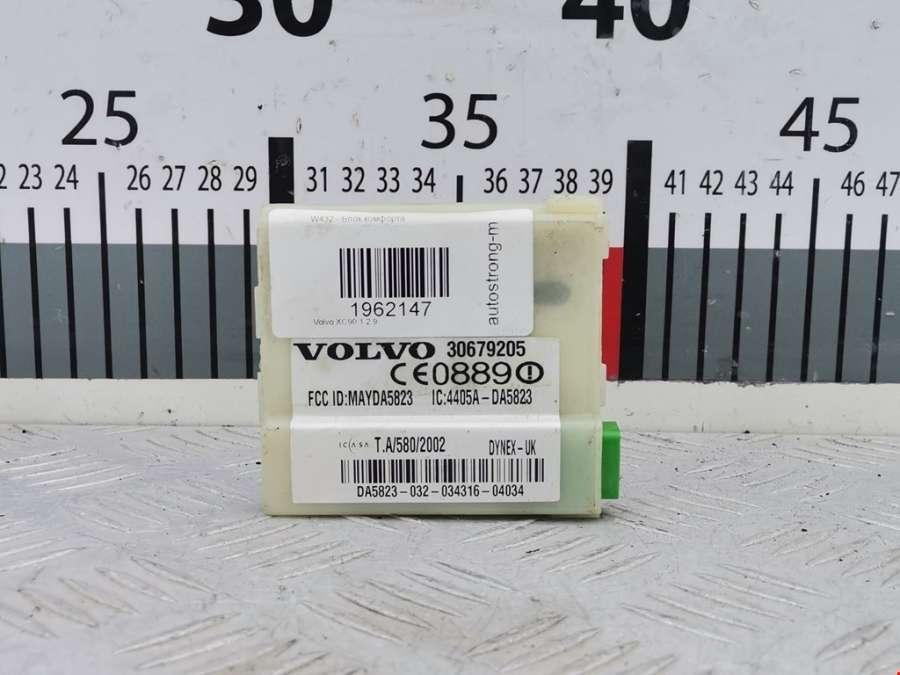 30 40
25 35 45
23 24 26 27 28 29 31 32 33 34 36 37 38 39 41 42 43 44 46 47
W432 - Блок комфорта
1962147
autostrong-m
Volvo XC90 1 2.9
VOLVO 30679205
CE0889
FCC ID:MAYDA5823 IC:4405A-DA5823
ICASA T.A/580/2002 DYNEX-UK
DA5823-032-034316-04034